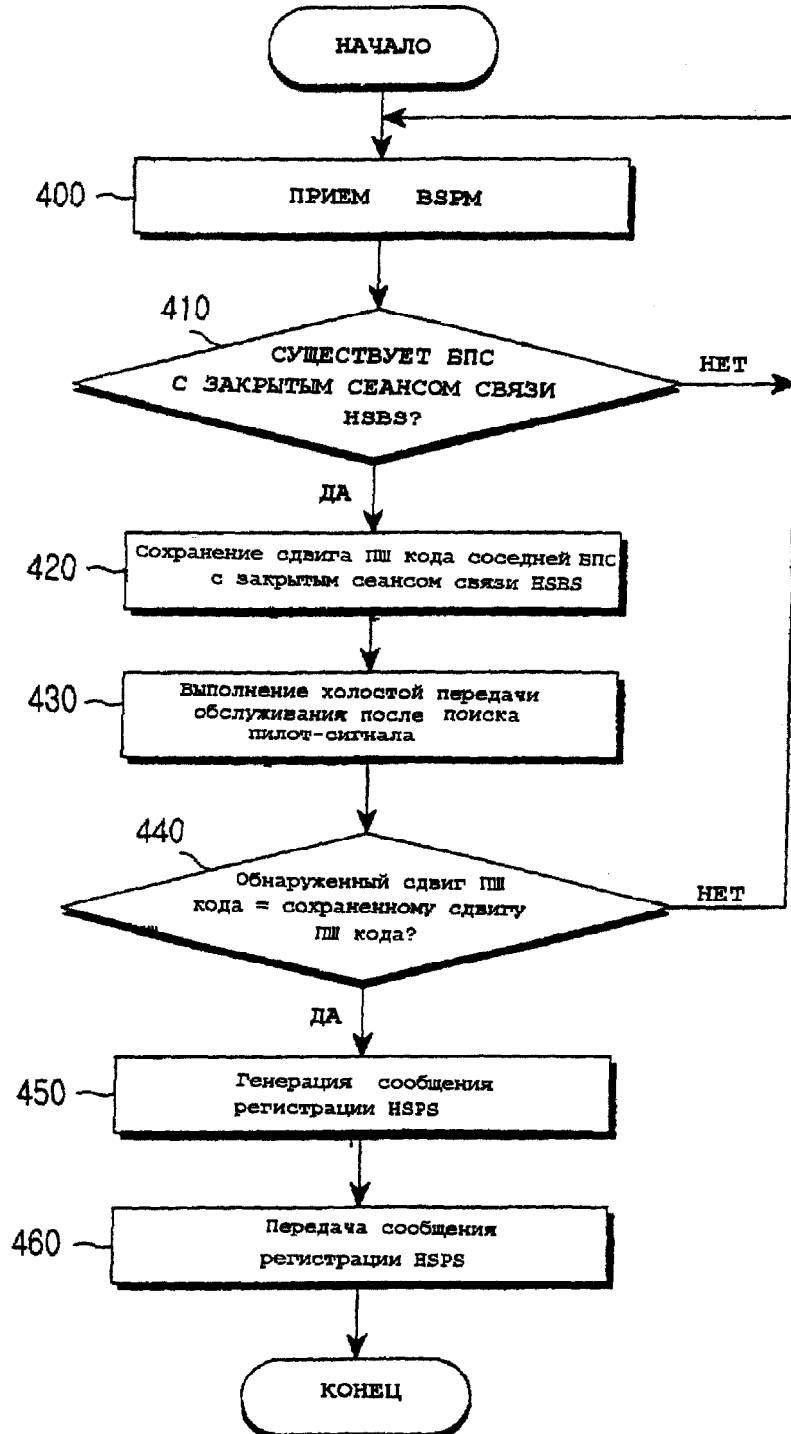 НАЧАЛО
400
ПРИЕМ BSPM
410
СУЩЕСТВУЕТ БПС
С ЗАКРЫТЫМ СЕАНСОМ СВЯЗИ
HSBS?
НЕТ
ДА
420
Сохранение сдвига ПШ кода соседней БПС
с закрытым сеансом связи HSBS
430
Выполнение холостой передачи
обслуживания после поиска
пилот-сигнала
440
Обнаруженный сдвиг ПШ
кода = сохраненному сдвигу
ПШ кода?
НЕТ
ДА
450
Генерация сообщения
регистрации HSPS
460
Передача сообщения
регистрации HSPS
КОНЕЦ